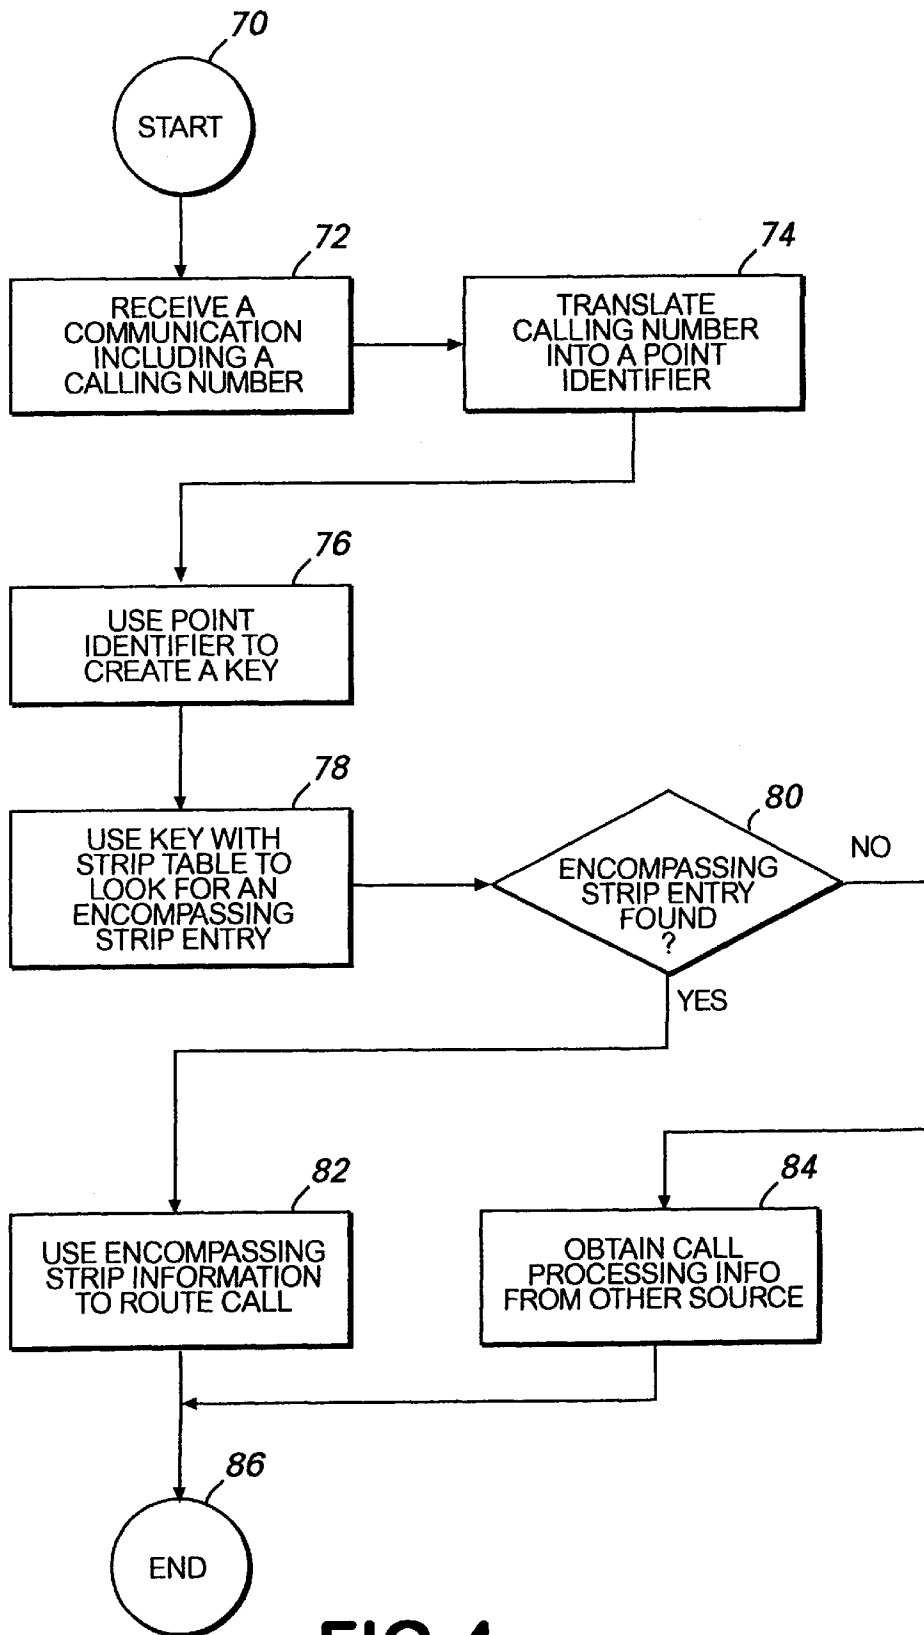 70
START
72
RECEIVE A
COMMUNICATION
INCLUDING A
CALLING NUMBER
74
TRANSLATE
CALLING NUMBER
INTO A POINT
IDENTIFIER
76
USE POINT
IDENTIFIER TO
CREATE A KEY
78
USE KEY WITH
STRIP TABLE TO
LOOK FOR AN
ENCOMPASSING
STRIP ENTRY
80
ENCOMPASSING
STRIP ENTRY
FOUND
?
NO
YES
82
USE ENCOMPASSING
STRIP INFORMATION
TO ROUTE CALL
84
OBTAIN CALL
PROCESSING INFO
FROM OTHER SOURCE
86
END
FIG 4